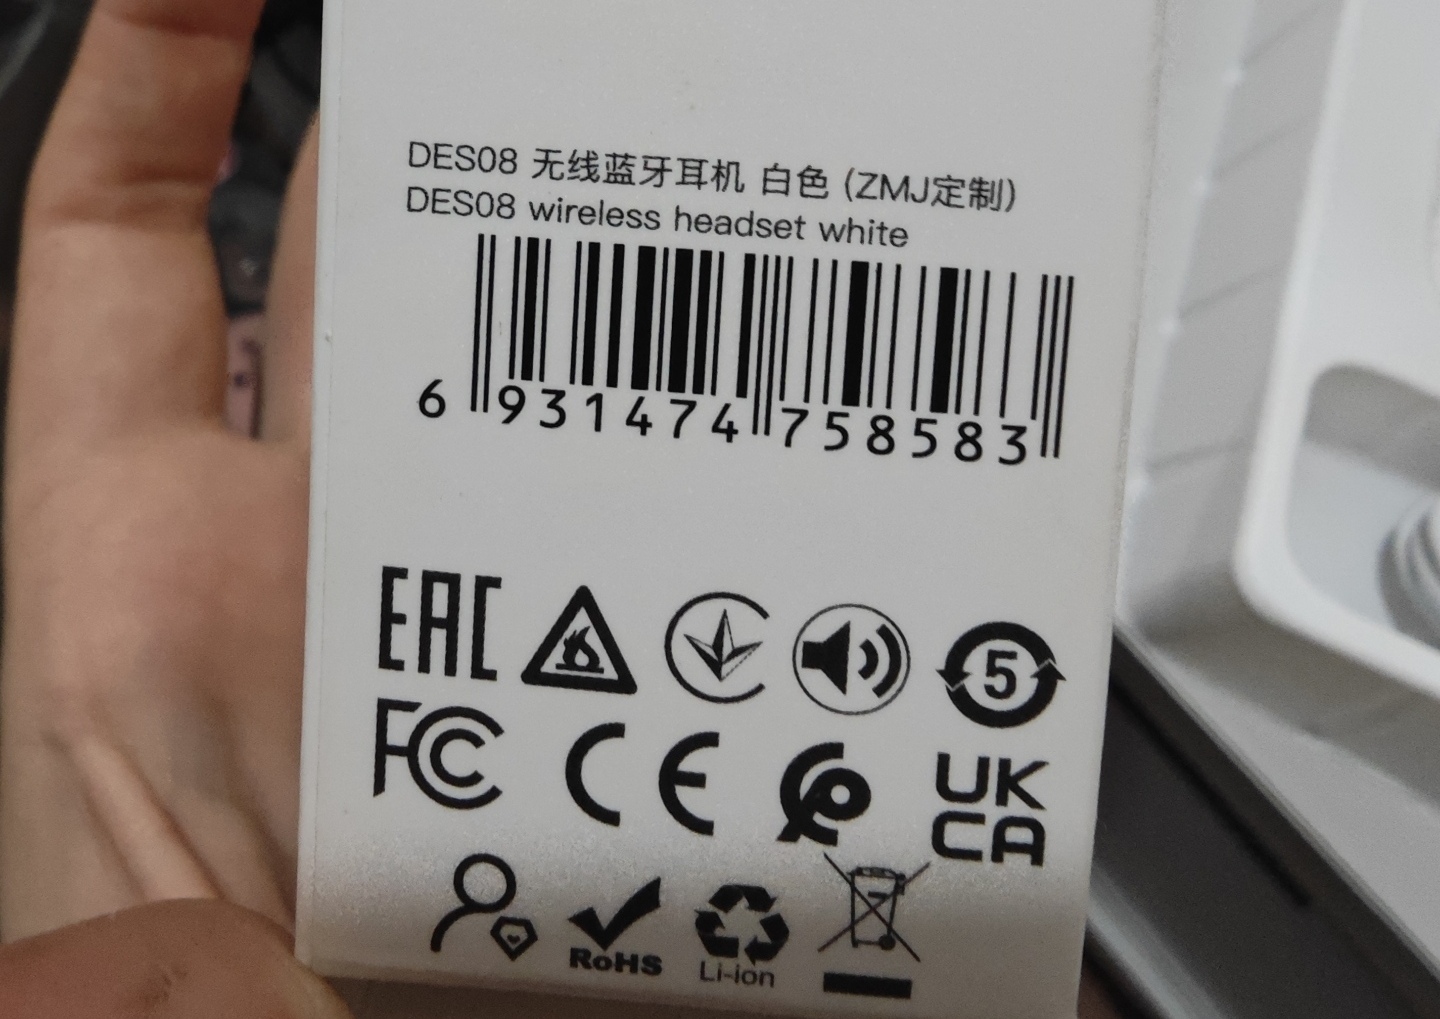 DES08 无线蓝牙耳机 白色 (ZMJ定制)
DES08 wireless headset white
6 931474 758583
EAC
5
FC CE UK
CA
RoHS
Li-ion